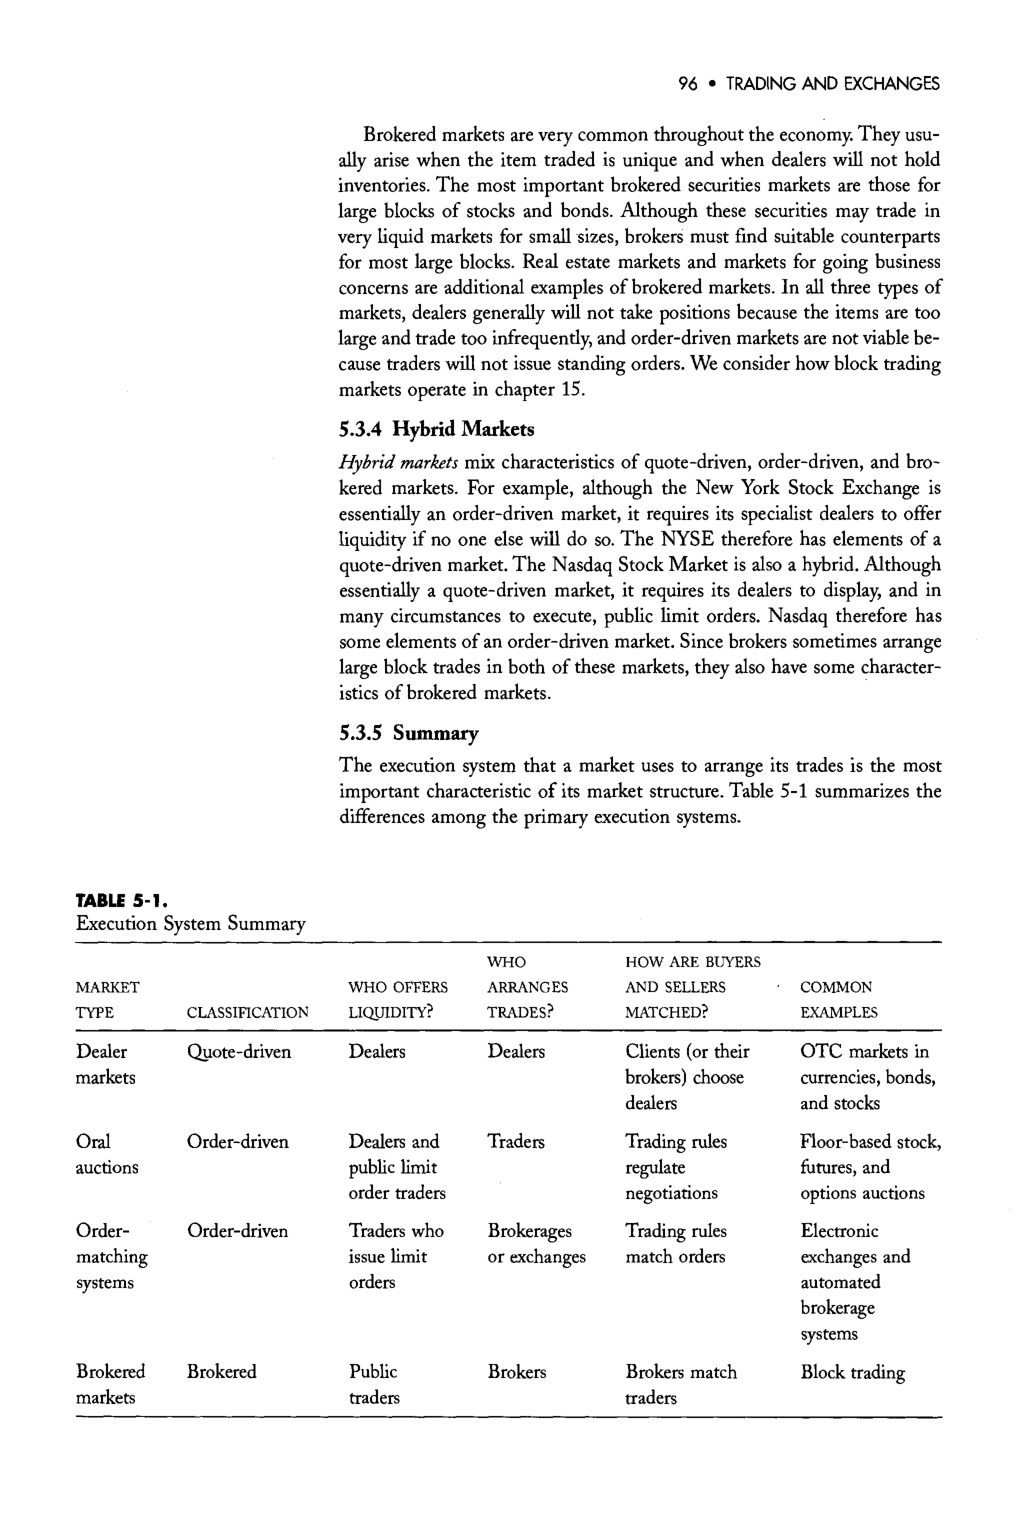 96 • TRADING AND EXCHANGES
Brokered markets are very common throughout the economy. They usu-
ally arise when the item traded is unique and when dealers will not hold
inventories. The most important brokered securities markets are those for
large blocks of stocks and bonds. Although these securities may trade in
very liquid markets for small sizes, brokers must find suitable counterparts
for most large blocks. Real estate markets and markets for going business
concerns are additional examples of brokered markets. In all three types of
markets, dealers generally will not take positions because the items are too
large and trade too infrequently, and order-driven markets are not viable be-
cause traders will not issue standing orders. We consider how block trading
markets operate in chapter 15.
5.3.4 Hybrid Markets
Hybrid markets mix characteristics of quote-driven, order-driven, and bro-
kered markets. For example, although the New York Stock Exchange is
essentially an order-driven market, it requires its specialist dealers to offer
liquidity if no one else will do so. The NYSE therefore has elements of a
quote-driven market. The Nasdaq Stock Market is also a hybrid. Although
essentially a quote-driven market, it requires its dealers to display, and in
many circumstances to execute, public limit orders. Nasdaq therefore has
some elements of an order-driven market. Since brokers sometimes arrange
large block trades in both of these markets, they also have some character-
istics of brokered markets.
5.3.5 Summary
The execution system that a market uses to arrange its trades is the most
important characteristic of its market structure. Table 5-1 summarizes the
differences among the primary execution systems.
TABLE 5-1.
Execution System Summary
WHO HOW ARE BUYERS
MARKET WHO OFFERS ARRANGES AND SELLERS COMMON
TYPE CLASSIFICATION LIQUIDITY? TRADES? MATCHED? EXAMPLES
Dealer Quote-driven Dealers Dealers Clients (or their OTC markets in
markets brokers) choose currencies, bonds,
dealers and stocks
Oral Order-driven Dealers and Traders Trading rules Floor-based stock,
auctions public limit regulate futures, and
order traders negotiations options auctions
Order- Order-driven Traders who Brokerages Trading rules Electronic
matching issue limit or exchanges match orders exchanges and
systems orders automated
brokerage
systems
Brokered Brokered Public Brokers Brokers match Block trading
markets traders traders